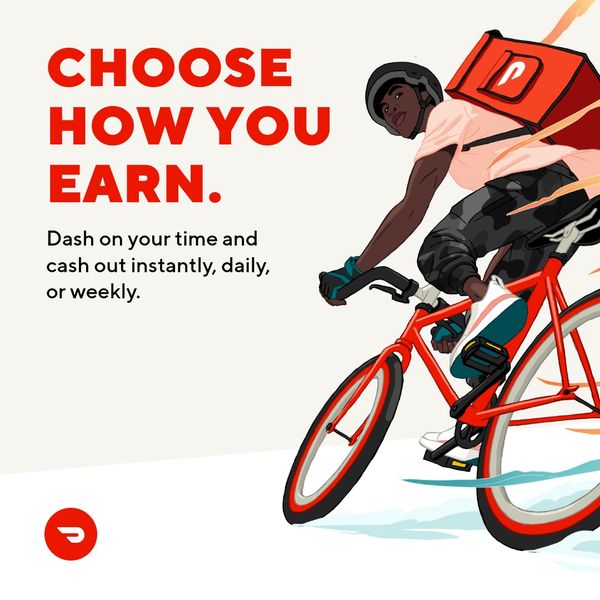 CHOOSE
HOW YOU
EARN.
Dash on your time and
cash out instantly, daily,
or weekly.